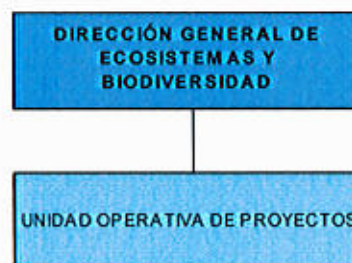 DIRECCIÓN GENERAL DE
ECOSISTEMAS Y
BIODIVERSIDAD
UNIDAD OPERATIVA DE PROYECTOS